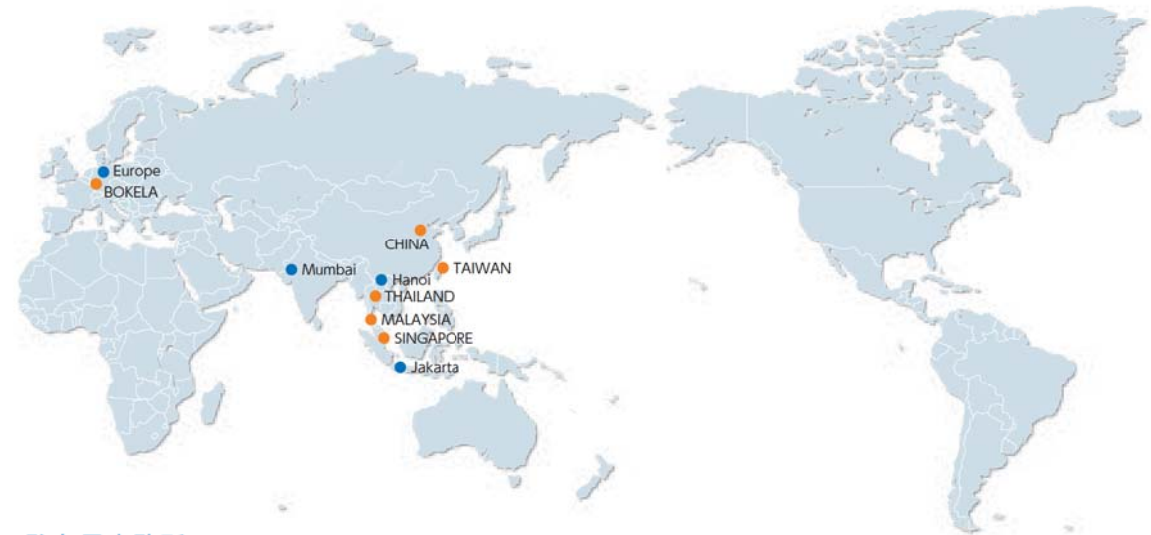 Europe
BOKELA
CHINA
Mumbai
TAIWAN
Hanoi
THAILAND
MALAYSIA
SINGAPORE
Jakarta